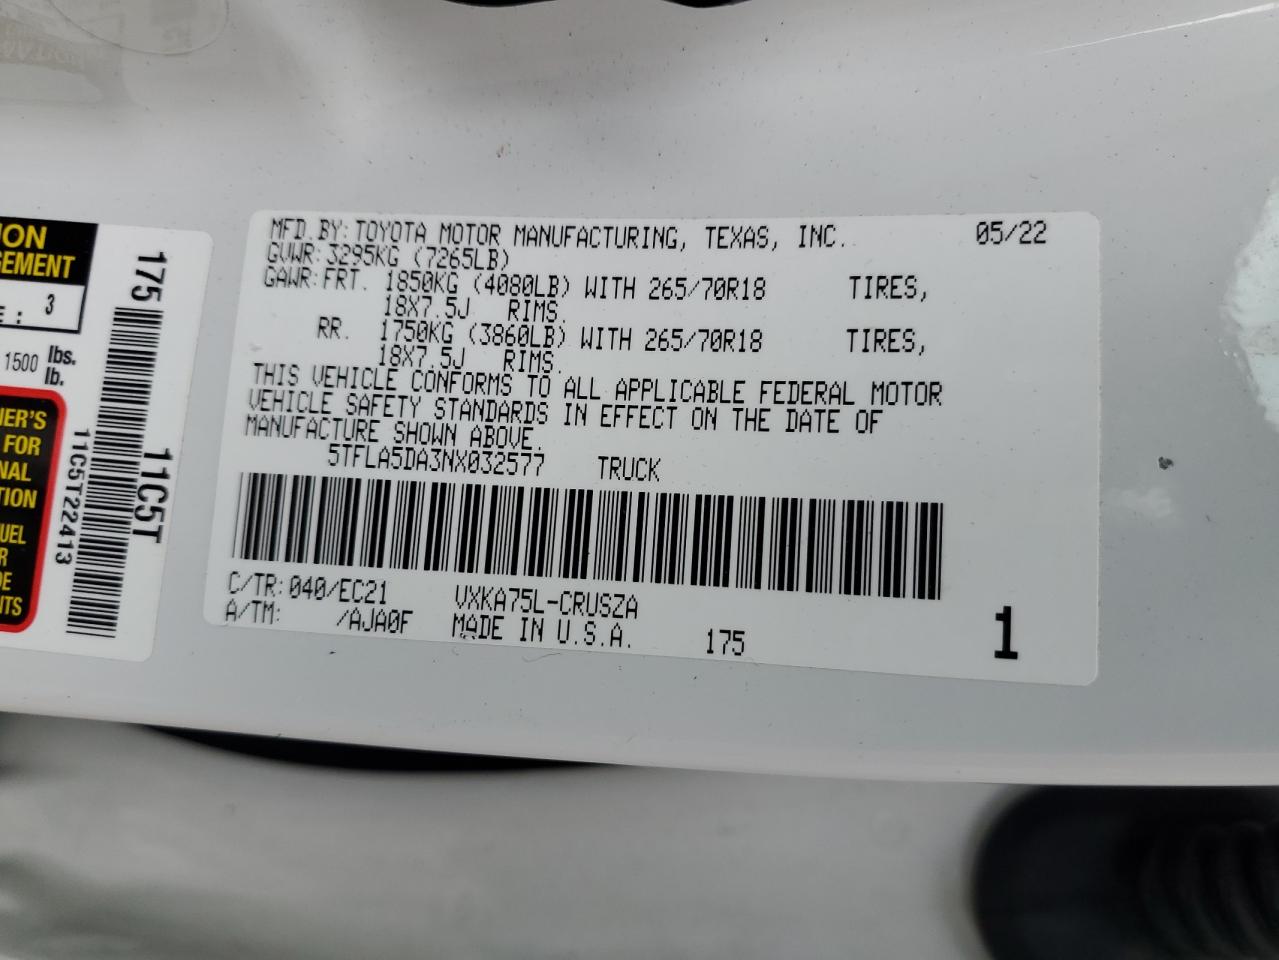 ION
GEMENT
E : 3
1500 lbs.
lb.
IER'S
FOR
NAL
TION
UEL
R
DE
ITS
175
11C5T
11C5T22413
MFD.BY: TOYOTA MOTOR MANUFACTURING, TEXAS, INC. 05/22
GVWR: 3295KG (7265LB)
GAWR: FRT. 1850KG (4080LB) WITH 265/70R18 TIRES,
18X7.5J RIMS.
RR. 1750KG (3860LB) WITH 265/70R18 TIRES,
18X7.5J RIMS.
THIS VEHICLE CONFORMS TO ALL APPLICABLE FEDERAL MOTOR
VEHICLE SAFETY STANDARDS IN EFFECT ON THE DATE OF
MANUFACTURE SHOWN ABOVE.
5TFLA5DA3NX032577 TRUCK
C/TR: 040/EC21 VXKA75L-CRUSZA
A/TM: /AJA0F MADE IN U.S.A. 175 1